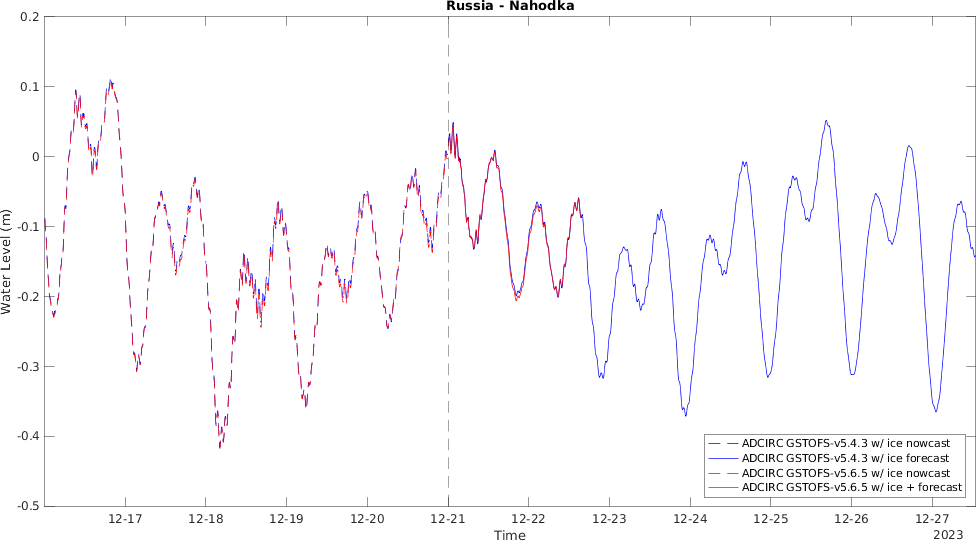 Russia - Nahodka
0.2
0.1
0
-0.1
-0.2
-0.3
-0.4
-0.5
Water Level (m)
ADCIRC GSTOFS-v5.4.3 w/ ice nowcast
ADCIRC GSTOFS-v5.4.3 w/ ice forecast
ADCIRC GSTOFS-v5.6.5 w/ ice nowcast
ADCIRC GSTOFS-v5.6.5 w/ ice + forecast
12-17 12-18 12-19 12-20 12-21 12-22 12-23 12-24 12-25 12-26 12-27
Time
2023